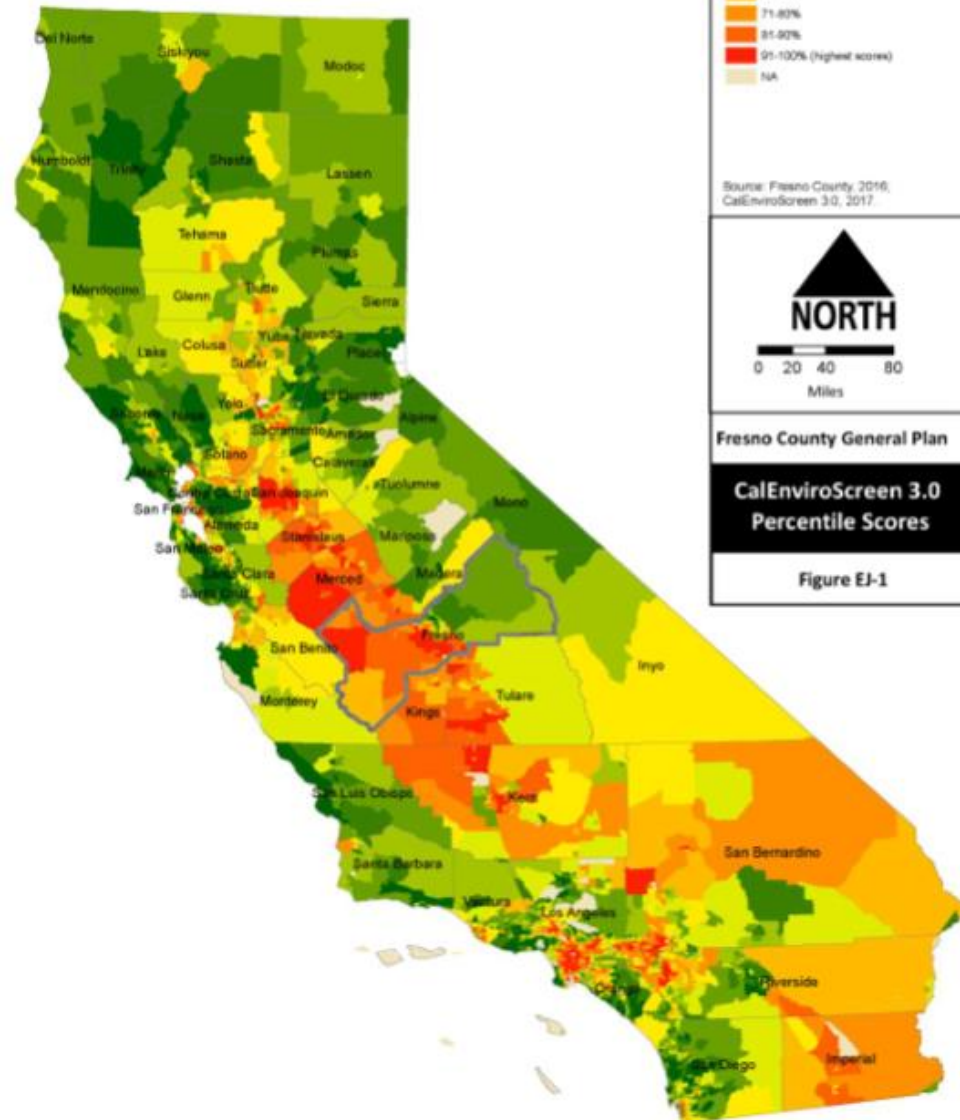 71-80%
81-90%
91-100% (highest scores)
NA
Source: Fresno County, 2016;
CalEnviroScreen 3.0, 2017.
NORTH
0 20 40 80
Miles
Fresno County General Plan
CalEnviroScreen 3.0
Percentile Scores
Figure EJ-1
Del Norte
Siskiyou
Modoc
Humboldt
Trinity
Shasta
Lassen
Tehama
Plumas
Mendocino
Glenn
Butte
Sierra
Lake
Colusa
Yuba
Nevada
Sutter
Placer
Yolo
El Dorado
Sonoma
Napa
Sacramento
Amador
Alpine
Solano
Calaveras
Tuolumne
Mono
Marin
Contra Costa
San Joaquin
San Francisco
Alameda
Stanislaus
Mariposa
San Mateo
Santa Clara
Merced
Madera
Santa Cruz
Fresno
San Benito
Inyo
Monterey
Kings
Tulare
San Luis Obispo
Kern
San Bernardino
Santa Barbara
Ventura
Los Angeles
Orange
Riverside
San Diego
Imperial